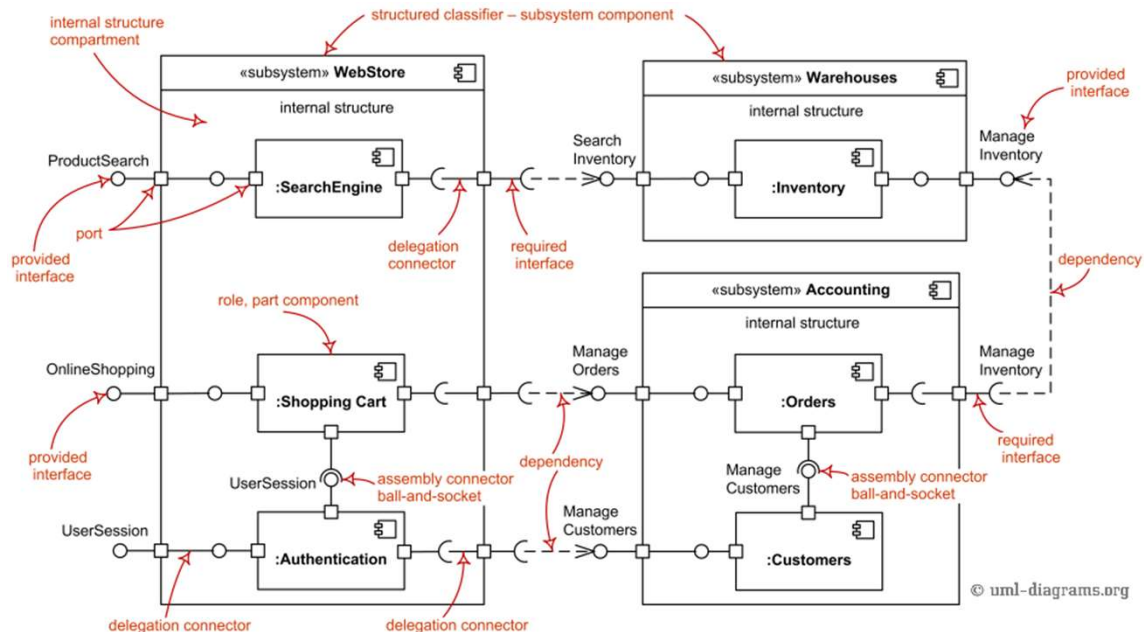 structured classifier – subsystem component
internal structure
compartment
«subsystem» WebStore
internal structure
«subsystem» Warehouses
internal structure
provided
interface
ProductSearch
:SearchEngine
Search
Inventory
:Inventory
Manage
Inventory
port
provided
interface
delegation
connector
required
interface
dependency
role, part component
«subsystem» Accounting
internal structure
OnlineShopping
:Shopping Cart
Manage
Orders
:Orders
Manage
Inventory
provided
interface
dependency
required
interface
UserSession
assembly connector
ball-and-socket
Manage
Customers
assembly connector
ball-and-socket
UserSession
:Authentication
Manage
Customers
:Customers
delegation connector
delegation connector
© uml-diagrams.org